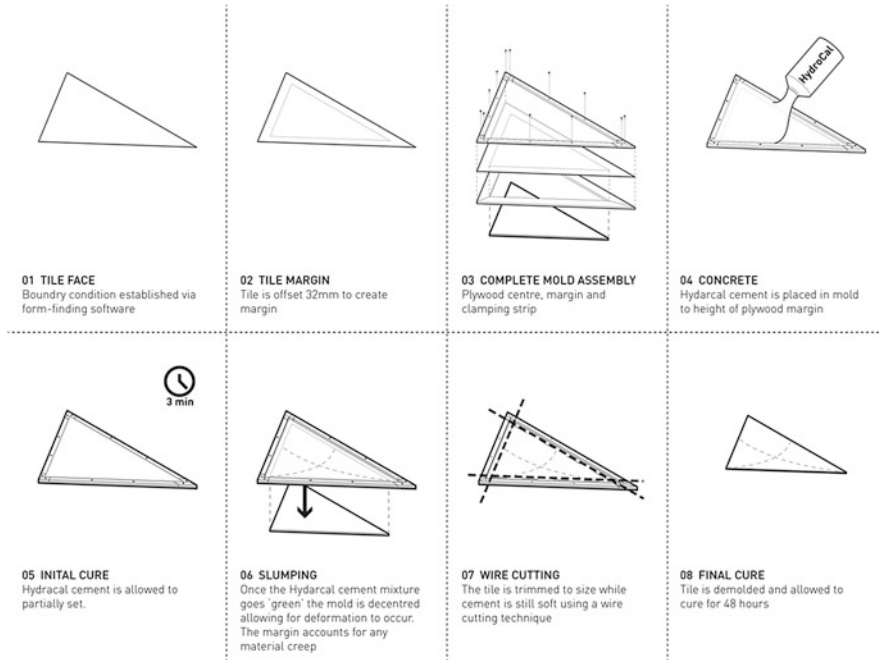 HydroCal
01 TILE FACE
Boundry condition established via
form-finding software
02 TILE MARGIN
Tile is offset 32mm to create
margin
03 COMPLETE MOLD ASSEMBLY
Plywood centre, margin and
clamping strip
04 CONCRETE
Hydarcal cement is placed in mold
to height of plywood margin
3 min
05 INITAL CURE
Hydracal cement is allowed to
partially set.
06 SLUMPING
Once the Hydarcal cement mixture
goes 'green' the mold is decentred
allowing for deformation to occur.
The margin accounts for any
material creep
07 WIRE CUTTING
The tile is trimmed to size while
cement is still soft using a wire
cutting technique
08 FINAL CURE
Tile is demolded and allowed to
cure for 48 hours